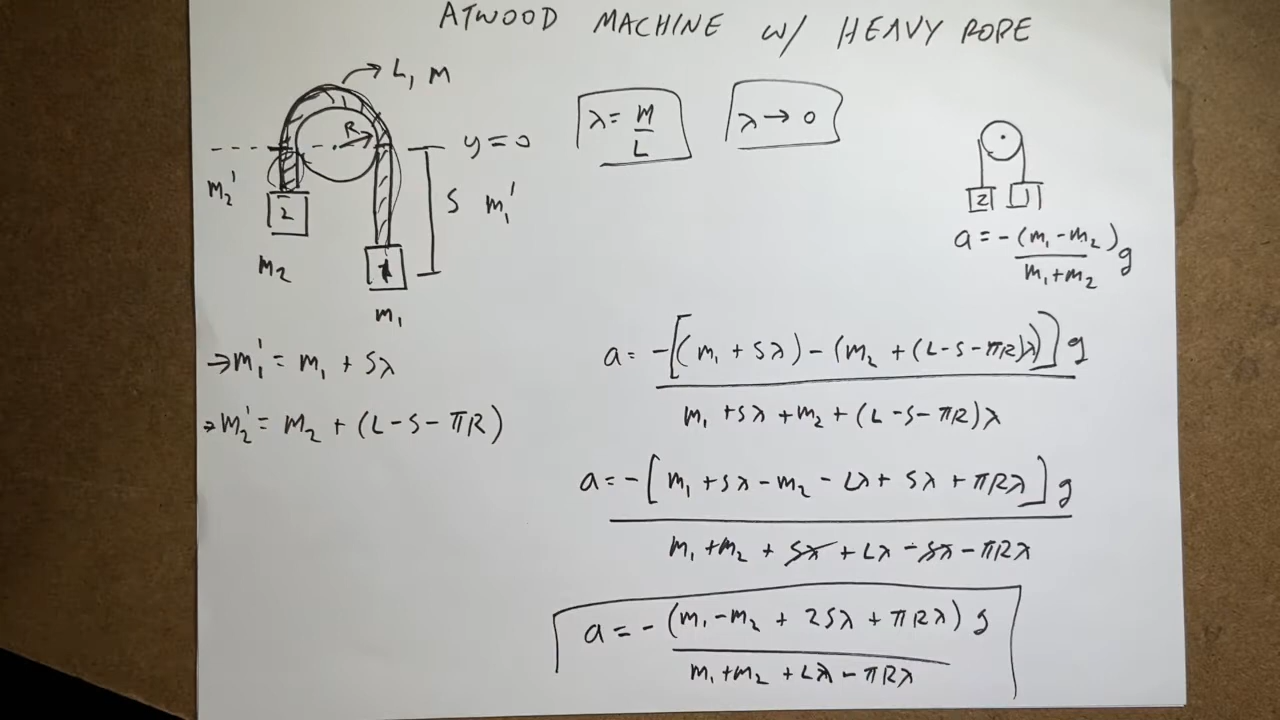 ATWOOD MACHINE w/ HEAVY ROPE
L, M
R
y=0
m₂'
2
S m₁'
m₂
1
m₁
λ = M/L
λ → 0
2 1
a = -(m₁-m₂)g / m₁+m₂
→ m₁' = m₁ + Sλ
→ m₂' = m₂ + (L-S-πR)
a = -[(m₁ + Sλ) - (m₂ + (L-S-πR)λ)] g / m₁ + Sλ + m₂ + (L-S-πR)λ
a = -[m₁ + Sλ - m₂ - Lλ + Sλ + πRλ] g / m₁ + m₂ + Sλ + Lλ - Sλ - πRλ
a = -(m₁-m₂ + 2Sλ + πRλ) g / m₁+m₂ + Lλ - πRλ